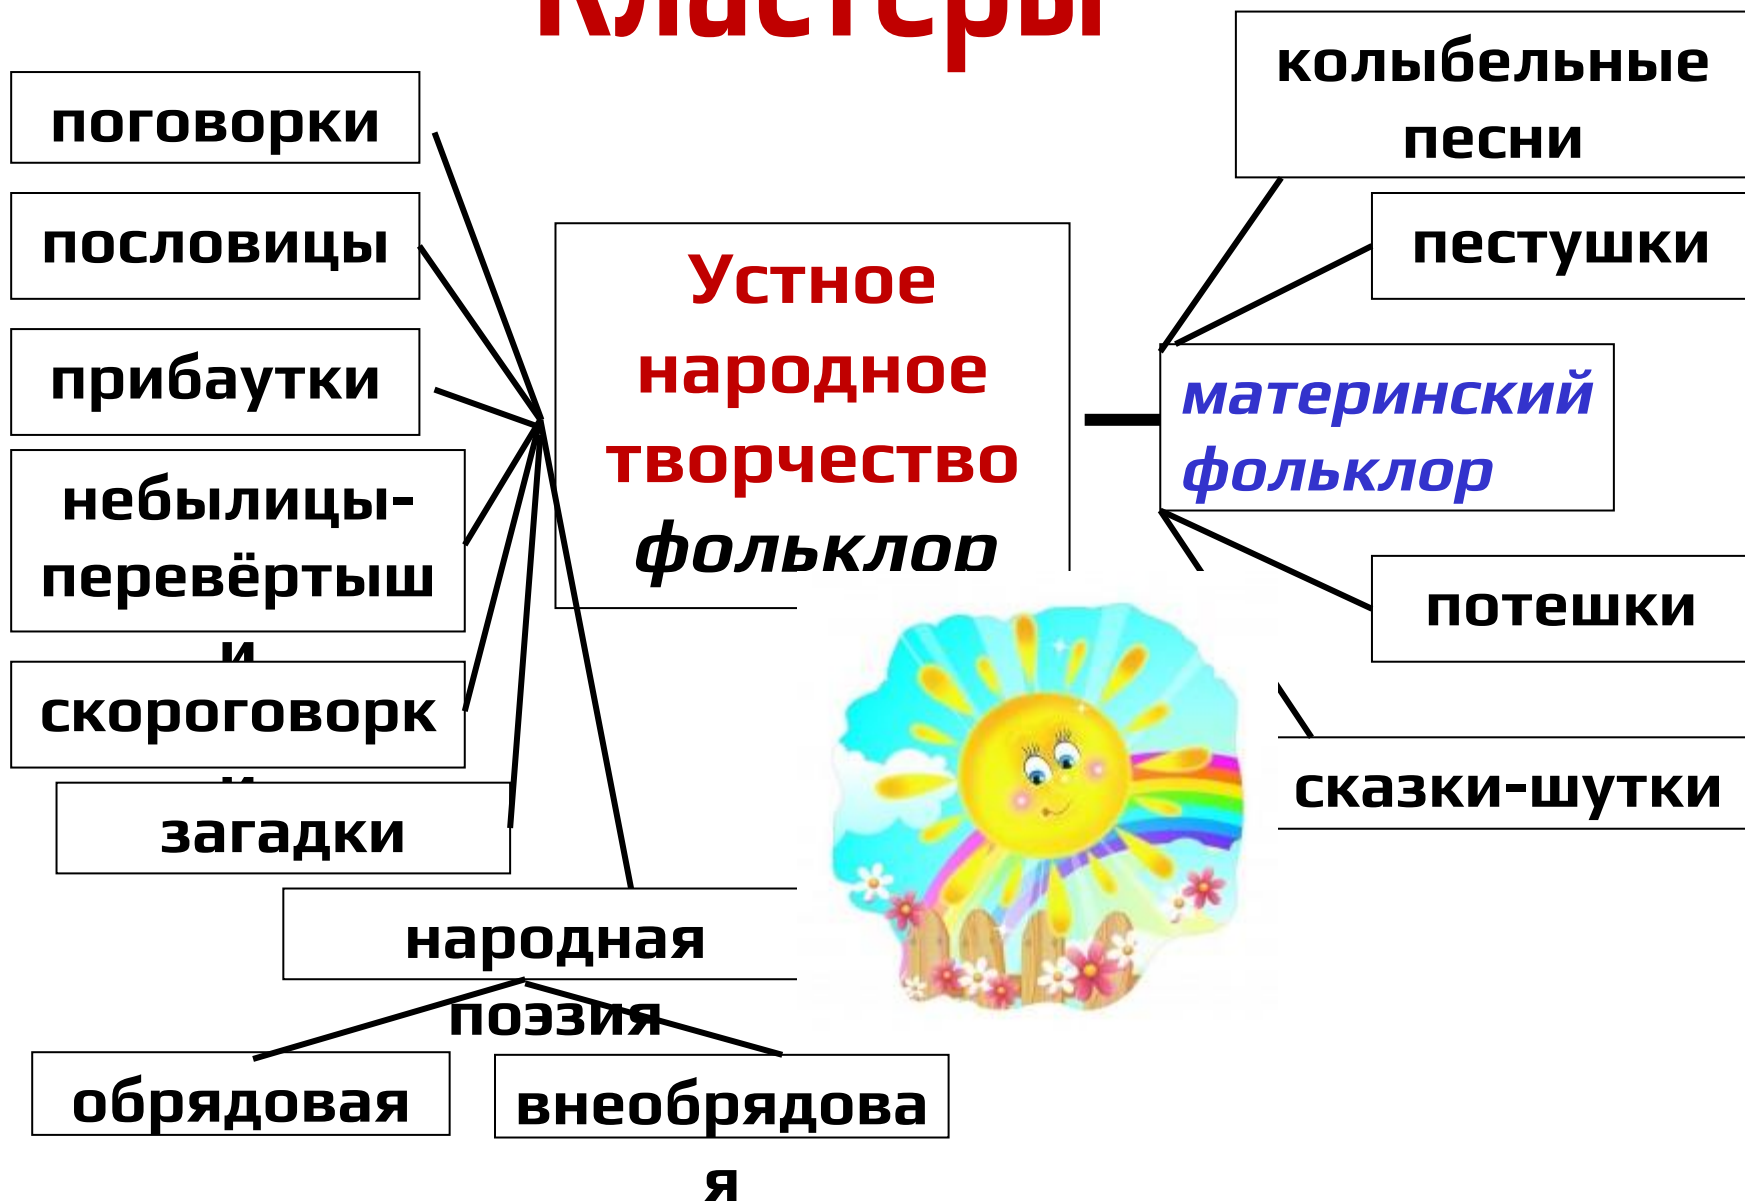 Кластеры
поговорки
пословицы
прибаутки
небылицы-
перевёртыш
и
скороговорк
и
загадки
Устное
народное
творчество
фольклор
колыбельные
песни
пестушки
материнский
фольклор
потешки
сказки-шутки
народная
поэзия
обрядовая
внеобрядова
я